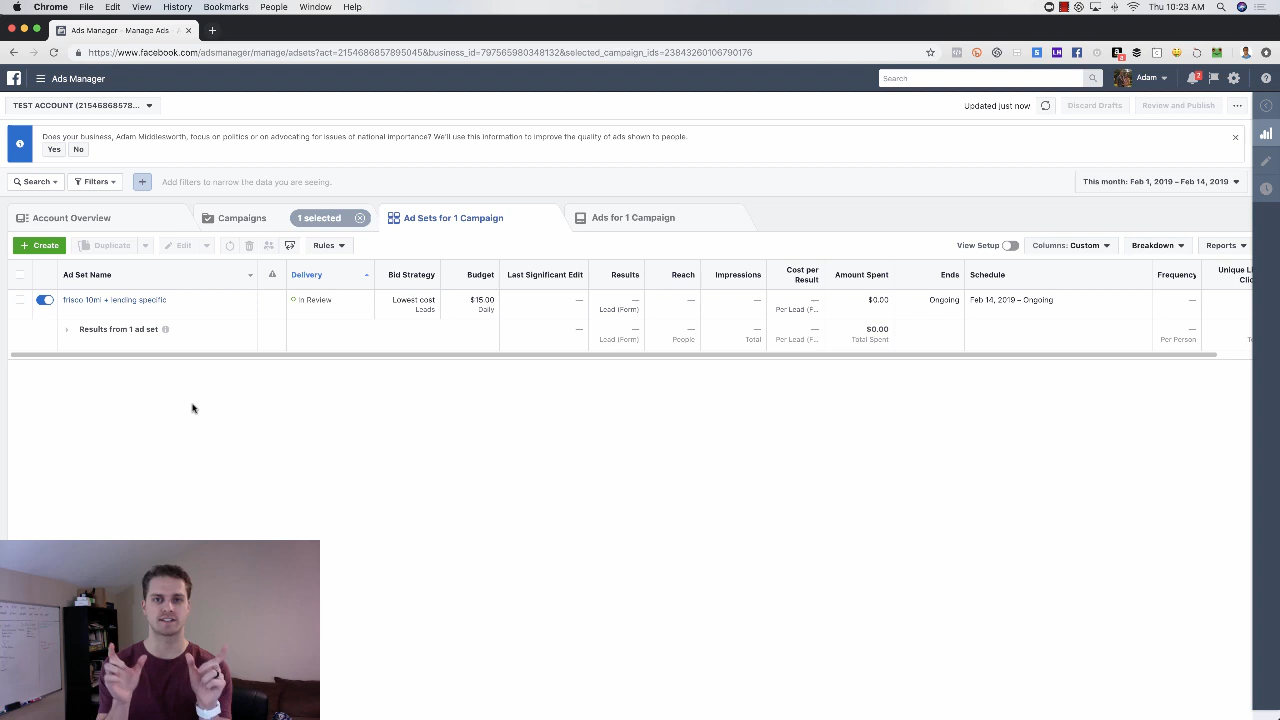 Chrome File Edit View History Bookmarks People Window Help Thu 10:23 AM
Ads Manager - Manage Ads - A
https://www.facebook.com/adsmanager/manage/adsets?act=2154686857895045&business_id=797565980348132&selected_campaign_ids=23843260106790176
Ads Manager Search Adam 2
TEST ACCOUNT (21546868578... Updated just now Discard Drafts Review and Publish
Does your business, Adam Middlesworth, focus on politics or on advocating for issues of national importance? We'll use this information to improve the quality of ads shown to people.
Yes No
Search Filters + Add filters to narrow the data you are seeing. This month: Feb 1, 2019 – Feb 14, 2019
Account Overview Campaigns 1 selected Ad Sets for 1 Campaign Ads for 1 Campaign
+ Create Duplicate Edit Rules View Setup Columns: Custom Breakdown Reports
Ad Set Name Delivery Bid Strategy Budget Last Significant Edit Results Reach Impressions Cost per Result Amount Spent Ends Schedule Frequency Unique Li Clic
frisco 10mi + lending specific In Review Lowest cost $15.00 — — — — — $0.00 Ongoing Feb 14, 2019 – Ongoing —
Leads Daily Lead (Form) Per Lead (F...
Results from 1 ad set — — — — — $0.00 —
Lead (Form) People Total Per Lead (F... Total Spent Per Person To